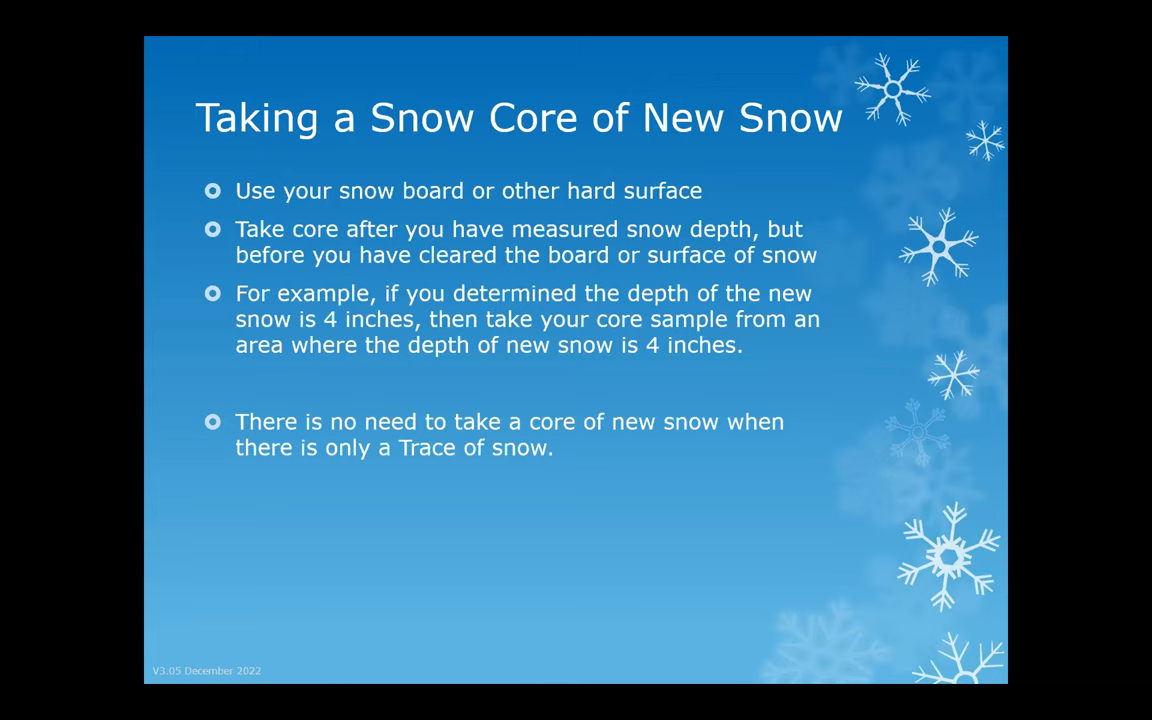 Taking a Snow Core of New Snow
Use your snow board or other hard surface
Take core after you have measured snow depth, but
before you have cleared the board or surface of snow
For example, if you determined the depth of the new
snow is 4 inches, then take your core sample from an
area where the depth of new snow is 4 inches.
There is no need to take a core of new snow when
there is only a Trace of snow.
V3.05 December 2022